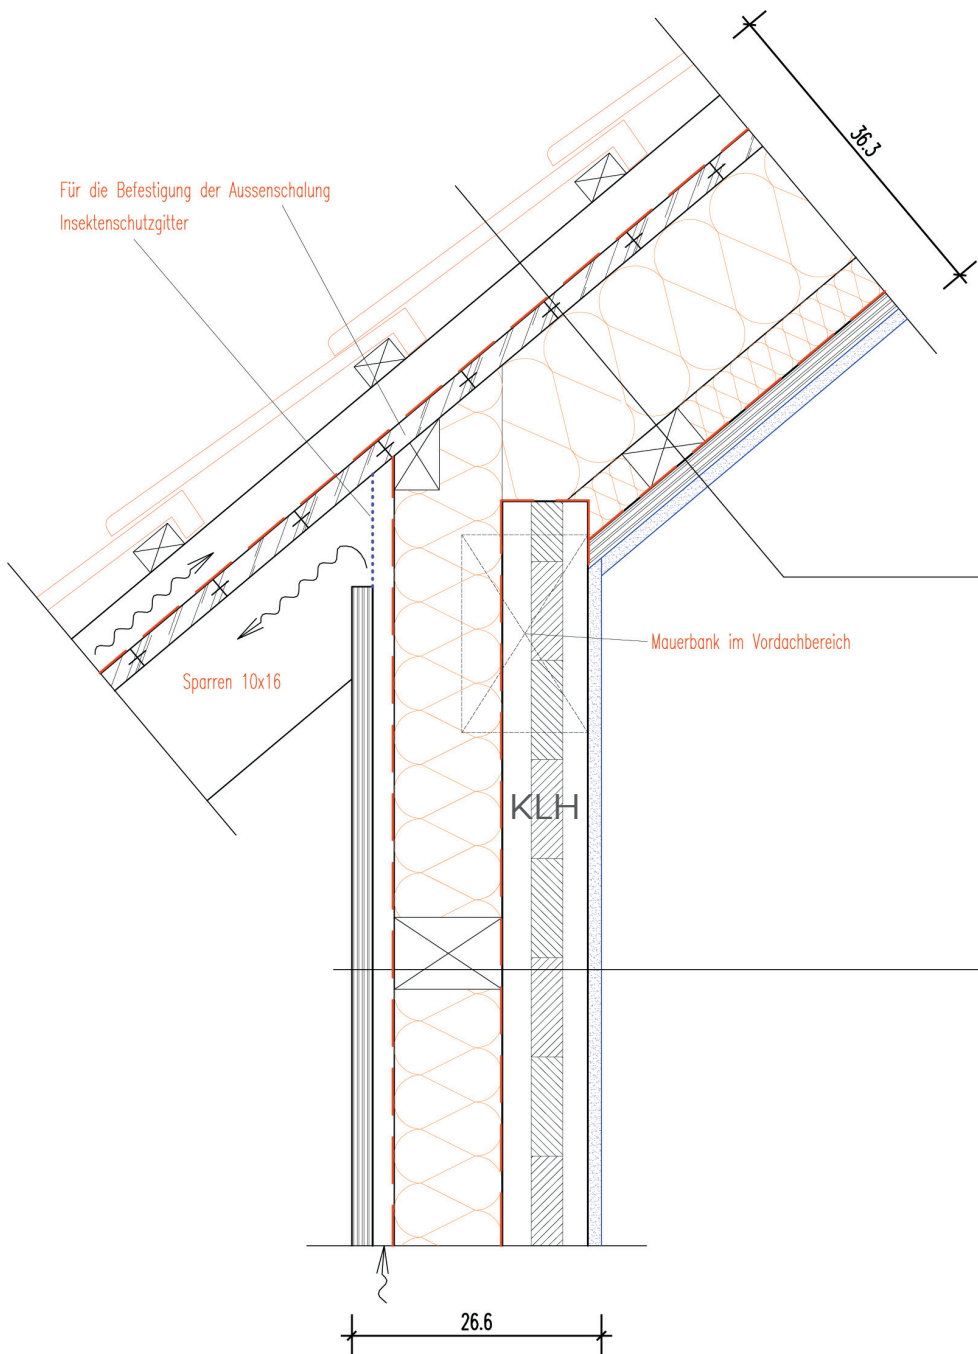 36.3
Für die Befestigung der Aussenschalung
Insektenschutzgitter
Mauerbank im Vordachbereich
Sparren 10x16
KLH
26.6